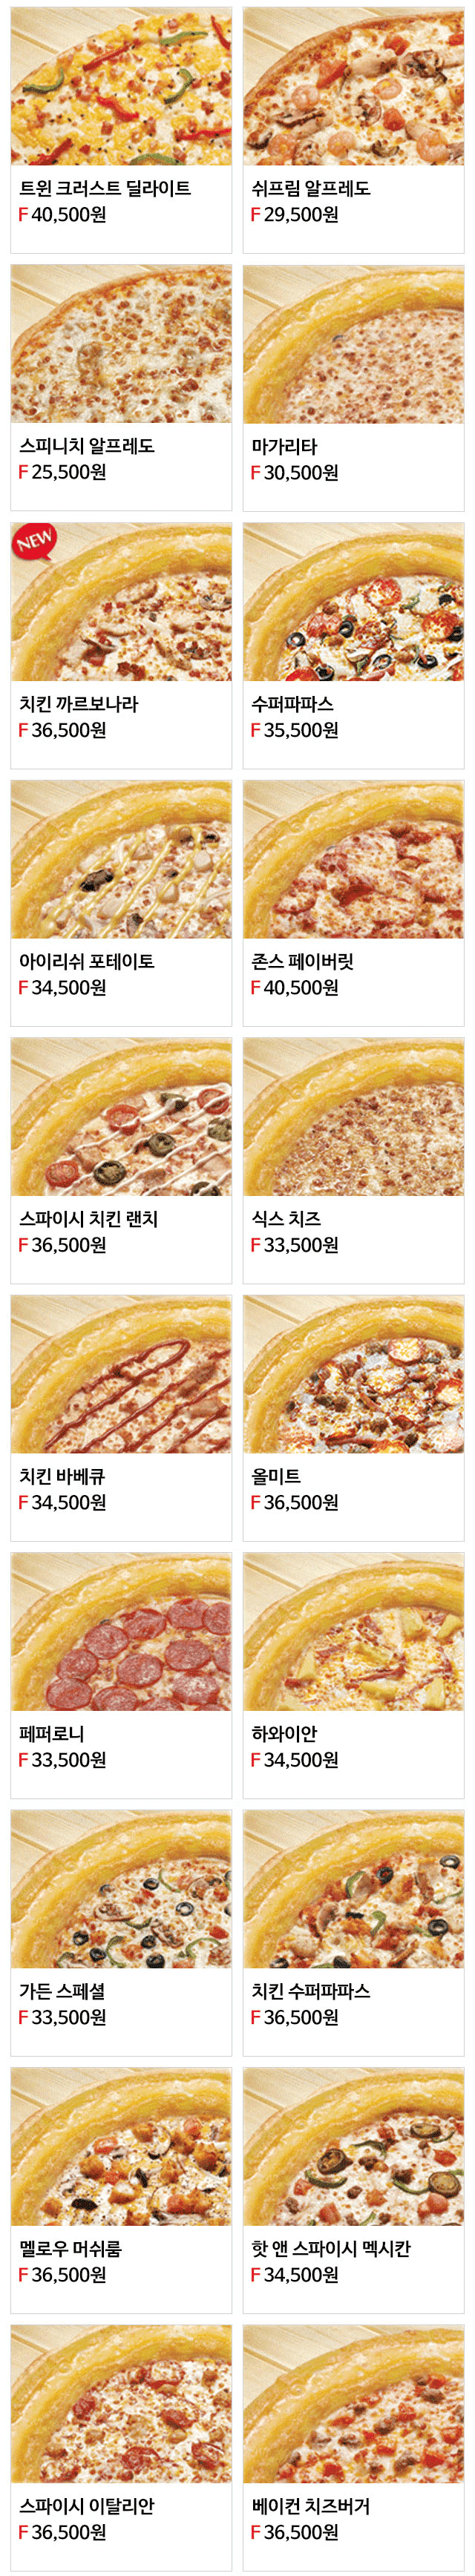 트윈 크러스트 딜라이트
F 40,500원
쉬프림 알프레도
F 29,500원
스피니치 알프레도
F 25,500원
마가리타
F 30,500원
NEW
치킨 까르보나라
F 36,500원
수퍼파파스
F 35,500원
아이리쉬 포테이토
F 34,500원
존스 페이버릿
F 40,500원
스파이시 치킨 랜치
F 36,500원
식스 치즈
F 33,500원
치킨 바베큐
F 34,500원
올미트
F 36,500원
페퍼로니
F 33,500원
하와이안
F 34,500원
가든 스페셜
F 33,500원
치킨 수퍼파파스
F 36,500원
멜로우 머쉬룸
F 36,500원
핫 앤 스파이시 멕시칸
F 34,500원
스파이시 이탈리안
F 36,500원
베이컨 치즈버거
F 36,500원